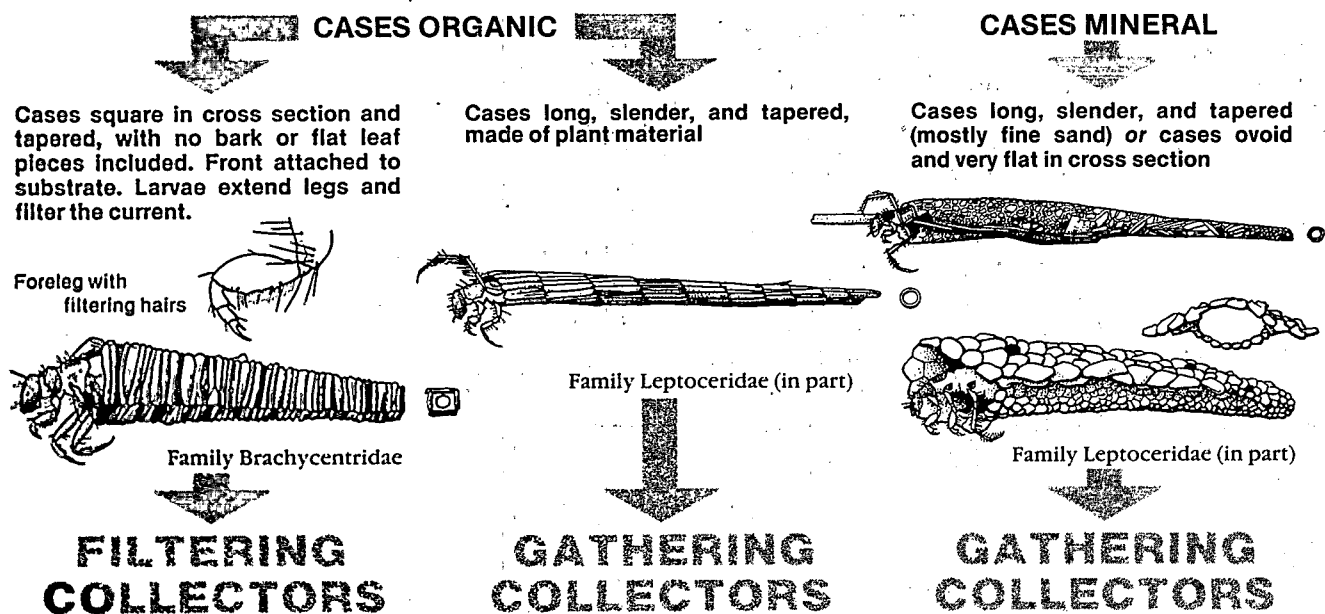 CASES ORGANIC
CASES MINERAL
Cases square in cross section and
tapered, with no bark or flat leaf
pieces included. Front attached to
substrate. Larvae extend legs and
filter the current.
Foreleg with
filtering hairs
Family Brachycentridae
FILTERING
COLLECTORS
Cases long, slender, and tapered,
made of plant material
Family Leptoceridae (in part)
GATHERING
COLLECTORS
Cases long, slender, and tapered
(mostly fine sand) or cases ovoid
and very flat in cross section
Family Leptoceridae (in part)
GATHERING
COLLECTORS